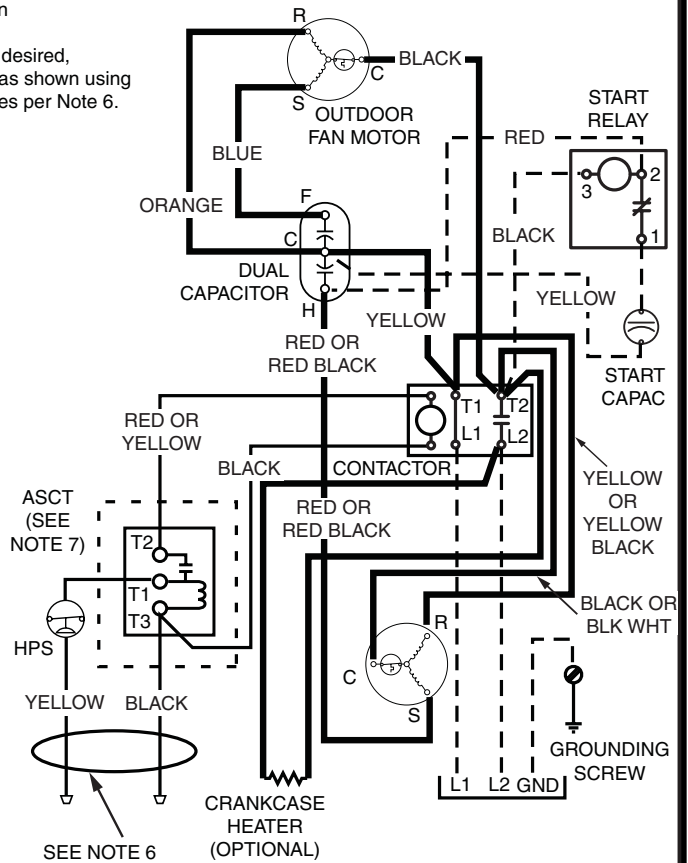 desired,
as shown using
es per Note 6.
R
C
S
BLACK
OUTDOOR
FAN MOTOR
START
RELAY
RED
BLUE
3
2
1
ORANGE
F
C
BLACK
DUAL
CAPACITOR
H
YELLOW
YELLOW
RED OR
RED BLACK
START
CAPAC
T1
T2
RED OR
YELLOW
L1
L2
BLACK
CONTACTOR
YELLOW
OR
YELLOW
BLACK
ASCT
(SEE
NOTE 7)
RED OR
RED BLACK
T2
T1
T3
BLACK OR
BLK WHT
HPS
R
C
S
YELLOW
BLACK
GROUNDING
SCREW
L1 L2 GND
CRANKCASE
HEATER
(OPTIONAL)
SEE NOTE 6